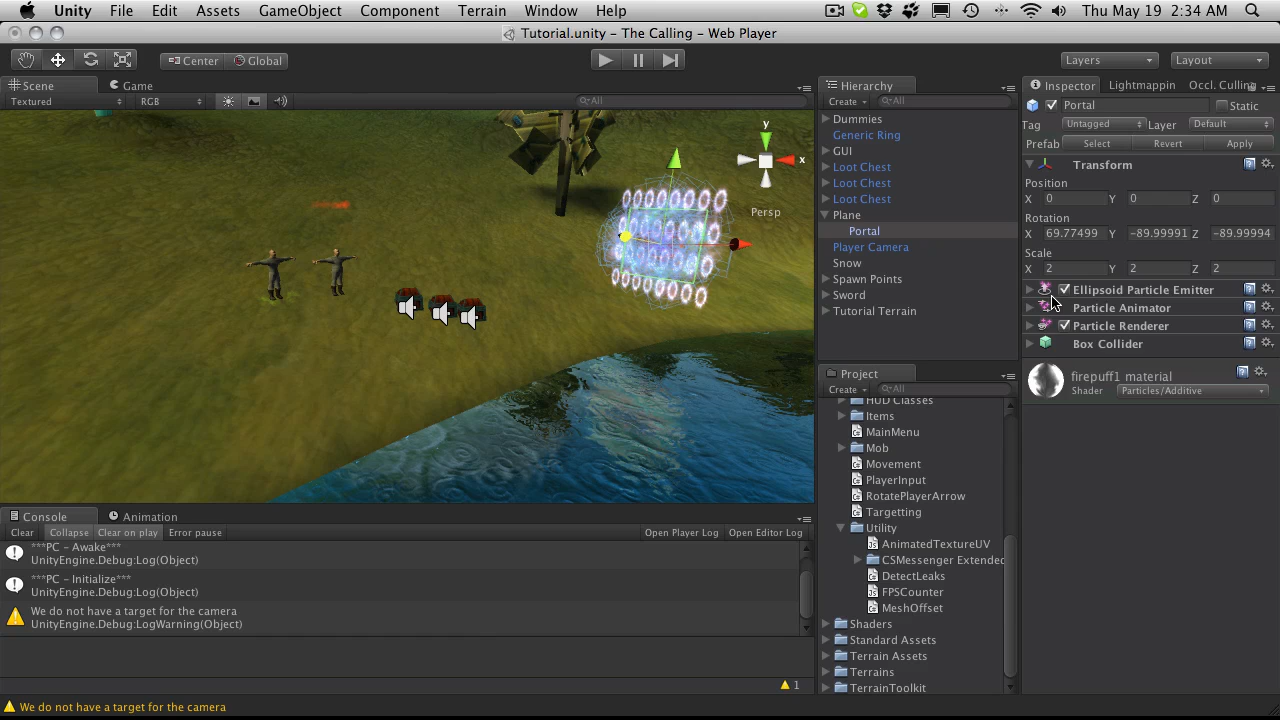 Unity File Edit Assets GameObject Component Terrain Window Help Thu May 19 2:34 AM
Tutorial.unity – The Calling – Web Player
Center Global Layers Layout
Scene Game
Textured RGB All
y
x
Persp
Hierarchy
Create All
Dummies
Generic Ring
GUI
Loot Chest
Loot Chest
Loot Chest
Plane
Portal
Player Camera
Snow
Spawn Points
Sword
Tutorial Terrain
Project
Create All
HUD Classes
Items
MainMenu
Mob
Movement
PlayerInput
RotatePlayerArrow
Targetting
Utility
AnimatedTextureUV
CSMessenger Extended
DetectLeaks
FPSCounter
MeshOffset
Shaders
Standard Assets
Terrain Assets
Terrains
TerrainToolkit
Inspector Lightmappin Occl. Culling
Portal Static
Tag Untagged Layer Default
Prefab Select Revert Apply
Transform
Position
X 0 Y 0 Z 0
Rotation
X 69.77499 Y -89.99991 Z -89.99994
Scale
X 2 Y 2 Z 2
Ellipsoid Particle Emitter
Particle Animator
Particle Renderer
Box Collider
firepuff1 material
Shader Particles/Additive
Console Animation
Clear Collapse Clear on play Error pause Open Player Log Open Editor Log
***PC - Awake***
UnityEngine.Debug:Log(Object)
***PC - Initialize***
UnityEngine.Debug:Log(Object)
We do not have a target for the camera
UnityEngine.Debug:LogWarning(Object)
1
We do not have a target for the camera